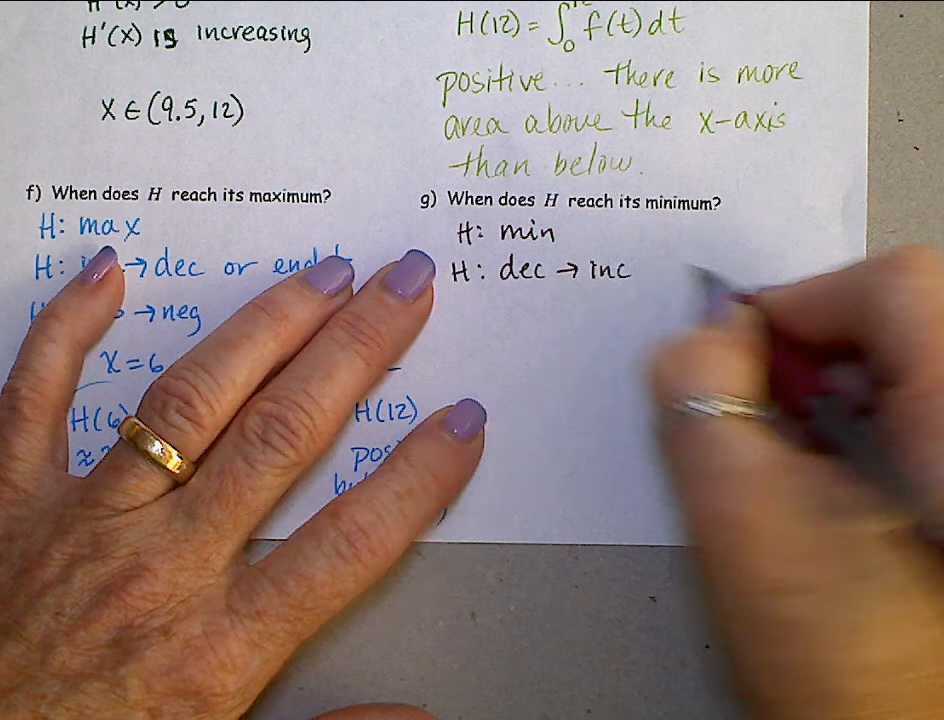 H'(x) is increasing
x ∈ (9.5, 12)
H(12) = ∫₀ f(t) dt
positive... there is more
area above the x-axis
than below.
f) When does H reach its maximum?
H: max
H: → dec or
→ neg
x = 6
H(6)
H(12)
g) When does H reach its minimum?
H: min
H: dec → inc